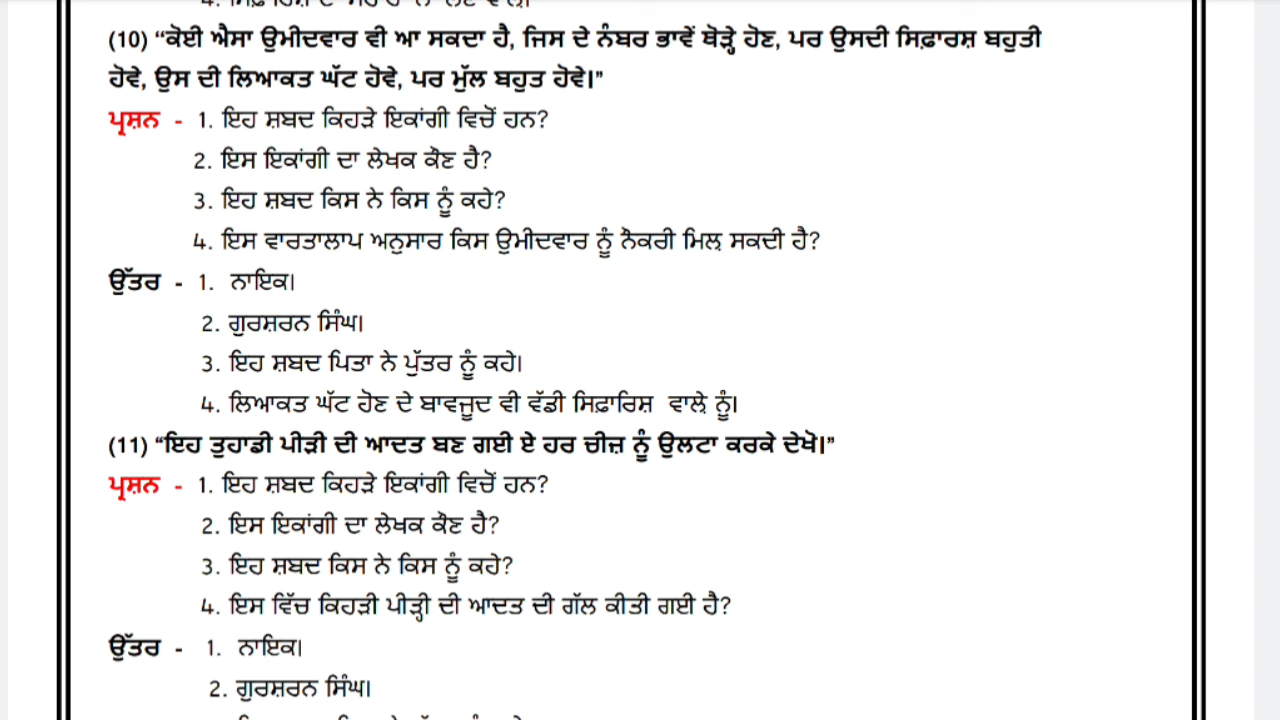 (10) “ਕੋਈ ਐਸਾ ਉਮੀਦਵਾਰ ਵੀ ਆ ਸਕਦਾ ਹੈ, ਜਿਸ ਦੇ ਨੰਬਰ ਭਾਵੇਂ ਥੋੜ੍ਹੇ ਹੋਣ, ਪਰ ਉਸਦੀ ਸਿਫ਼ਾਰਸ਼ ਬਹੁਤੀ
ਹੋਵੇ, ਉਸ ਦੀ ਲਿਆਕਤ ਘੱਟ ਹੋਵੇ, ਪਰ ਮੁੱਲ ਬਹੁਤ ਹੋਵੇ।”
ਪ੍ਰਸ਼ਨ - 1. ਇਹ ਸ਼ਬਦ ਕਿਹੜੇ ਇਕਾਂਗੀ ਵਿਚੋਂ ਹਨ?
2. ਇਸ ਇਕਾਂਗੀ ਦਾ ਲੇਖਕ ਕੌਣ ਹੈ?
3. ਇਹ ਸ਼ਬਦ ਕਿਸ ਨੇ ਕਿਸ ਨੂੰ ਕਹੇ?
4. ਇਸ ਵਾਰਤਾਲਾਪ ਅਨੁਸਾਰ ਕਿਸ ਉਮੀਦਵਾਰ ਨੂੰ ਨੌਕਰੀ ਮਿਲ ਸਕਦੀ ਹੈ?
ਉੱਤਰ - 1. ਨਾਇਕ।
2. ਗੁਰਸ਼ਰਨ ਸਿੰਘ।
3. ਇਹ ਸ਼ਬਦ ਪਿਤਾ ਨੇ ਪੁੱਤਰ ਨੂੰ ਕਹੇ।
4. ਲਿਆਕਤ ਘੱਟ ਹੋਣ ਦੇ ਬਾਵਜੂਦ ਵੀ ਵੱਡੀ ਸਿਫ਼ਾਰਿਸ਼ ਵਾਲ਼ੇ ਨੂੰ।
(11) “ਇਹ ਤੁਹਾਡੀ ਪੀੜੀ ਦੀ ਆਦਤ ਬਣ ਗਈ ਏ ਹਰ ਚੀਜ਼ ਨੂੰ ਉਲਟਾ ਕਰਕੇ ਦੇਖੋ।”
ਪ੍ਰਸ਼ਨ - 1. ਇਹ ਸ਼ਬਦ ਕਿਹੜੇ ਇਕਾਂਗੀ ਵਿਚੋਂ ਹਨ?
2. ਇਸ ਇਕਾਂਗੀ ਦਾ ਲੇਖਕ ਕੌਣ ਹੈ?
3. ਇਹ ਸ਼ਬਦ ਕਿਸ ਨੇ ਕਿਸ ਨੂੰ ਕਹੇ?
4. ਇਸ ਵਿੱਚ ਕਿਹੜੀ ਪੀੜ੍ਹੀ ਦੀ ਆਦਤ ਦੀ ਗੱਲ ਕੀਤੀ ਗਈ ਹੈ?
ਉੱਤਰ - 1. ਨਾਇਕ।
2. ਗੁਰਸ਼ਰਨ ਸਿੰਘ।